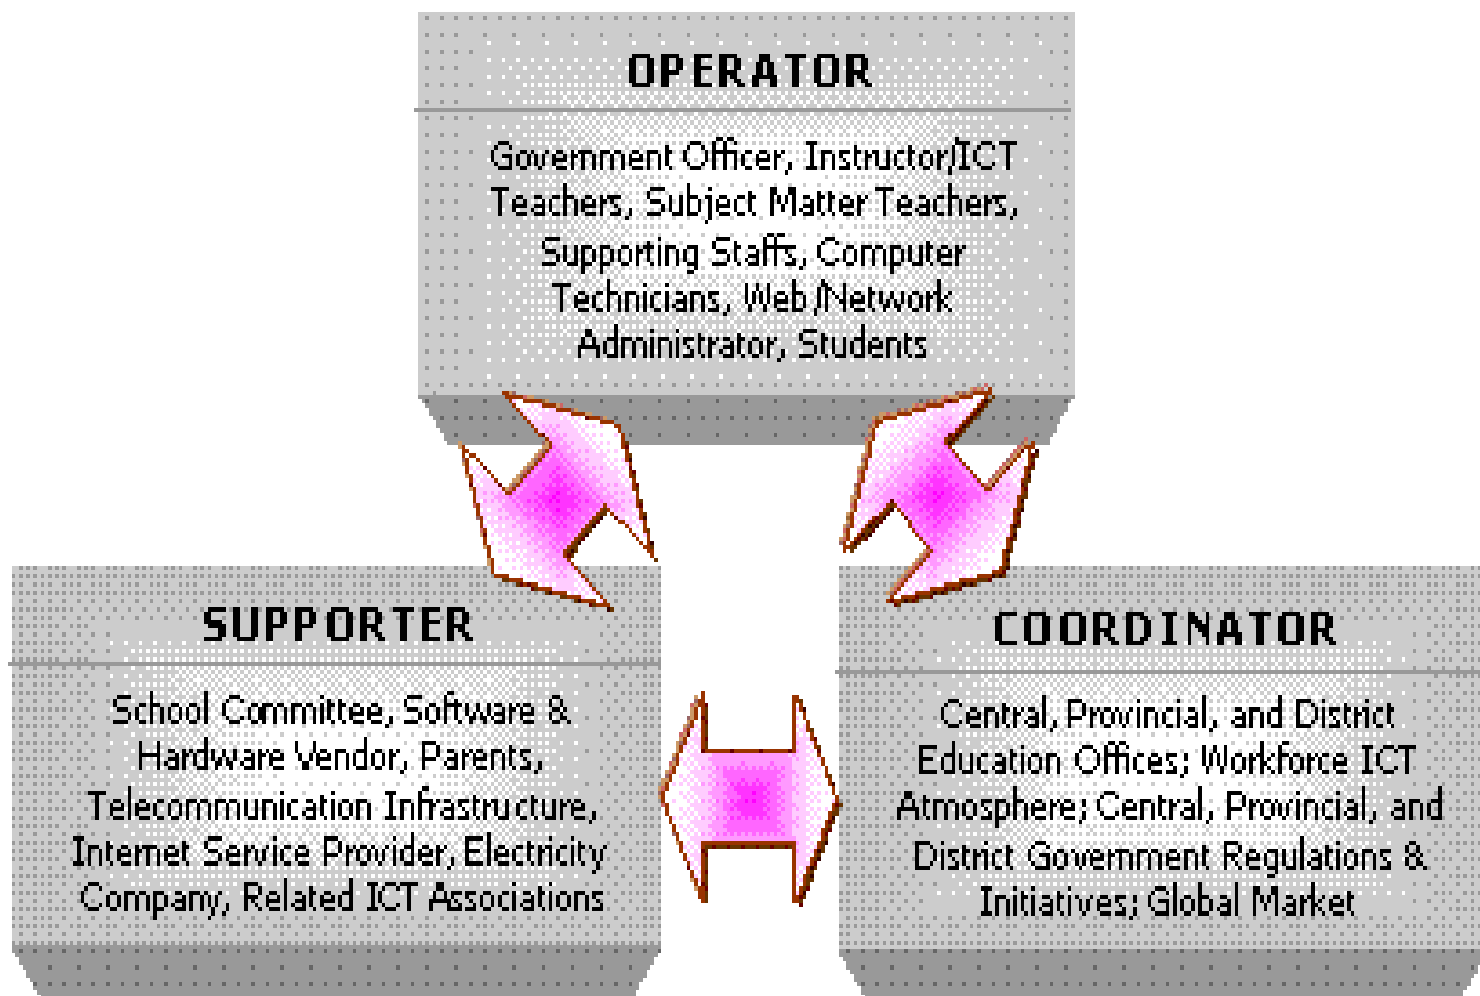 OPERATOR
Government Officer, Instructor/ICT
Teachers, Subject Matter Teachers,
Supporting Staffs, Computer
Technicians, Web/Network
Administrator, Students
SUPPORTER
School Committee, Software &
Hardware Vendor, Parents,
Telecommunication Infrastructure,
Internet Service Provider, Electricity
Company, Related ICT Associations
COORDINATOR
Central, Provincial, and District
Education Offices; Workforce ICT
Atmosphere; Central, Provincial, and
District Government Regulations &
Initiatives; Global Market